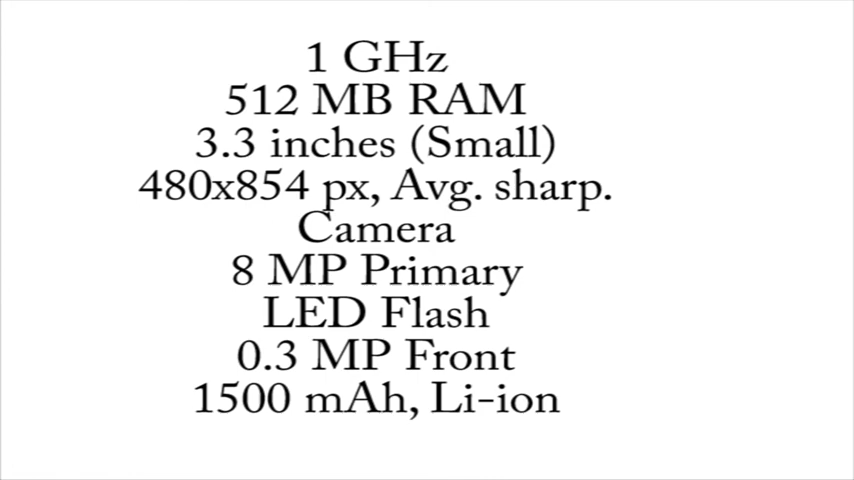 1 GHz
512 MB RAM
3.3 inches (Small)
480x854 px, Avg. sharp.
Camera
8 MP Primary
LED Flash
0.3 MP Front
1500 mAh, Li-ion